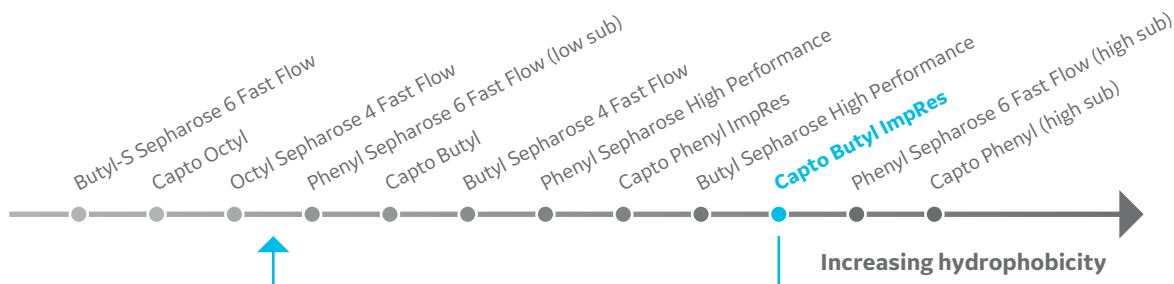 Butyl-S Sepharose 6 Fast Flow
Capto Octyl
Octyl Sepharose 4 Fast Flow
Phenyl Sepharose 6 Fast Flow (low sub)
Capto Butyl
Butyl Sepharose 4 Fast Flow
Phenyl Sepharose High Performance
Capto Phenyl ImpRes
Butyl Sepharose High Performance
Capto Butyl ImpRes
Phenyl Sepharose 6 Fast Flow (high sub)
Capto Phenyl (high sub)
Increasing hydrophobicity